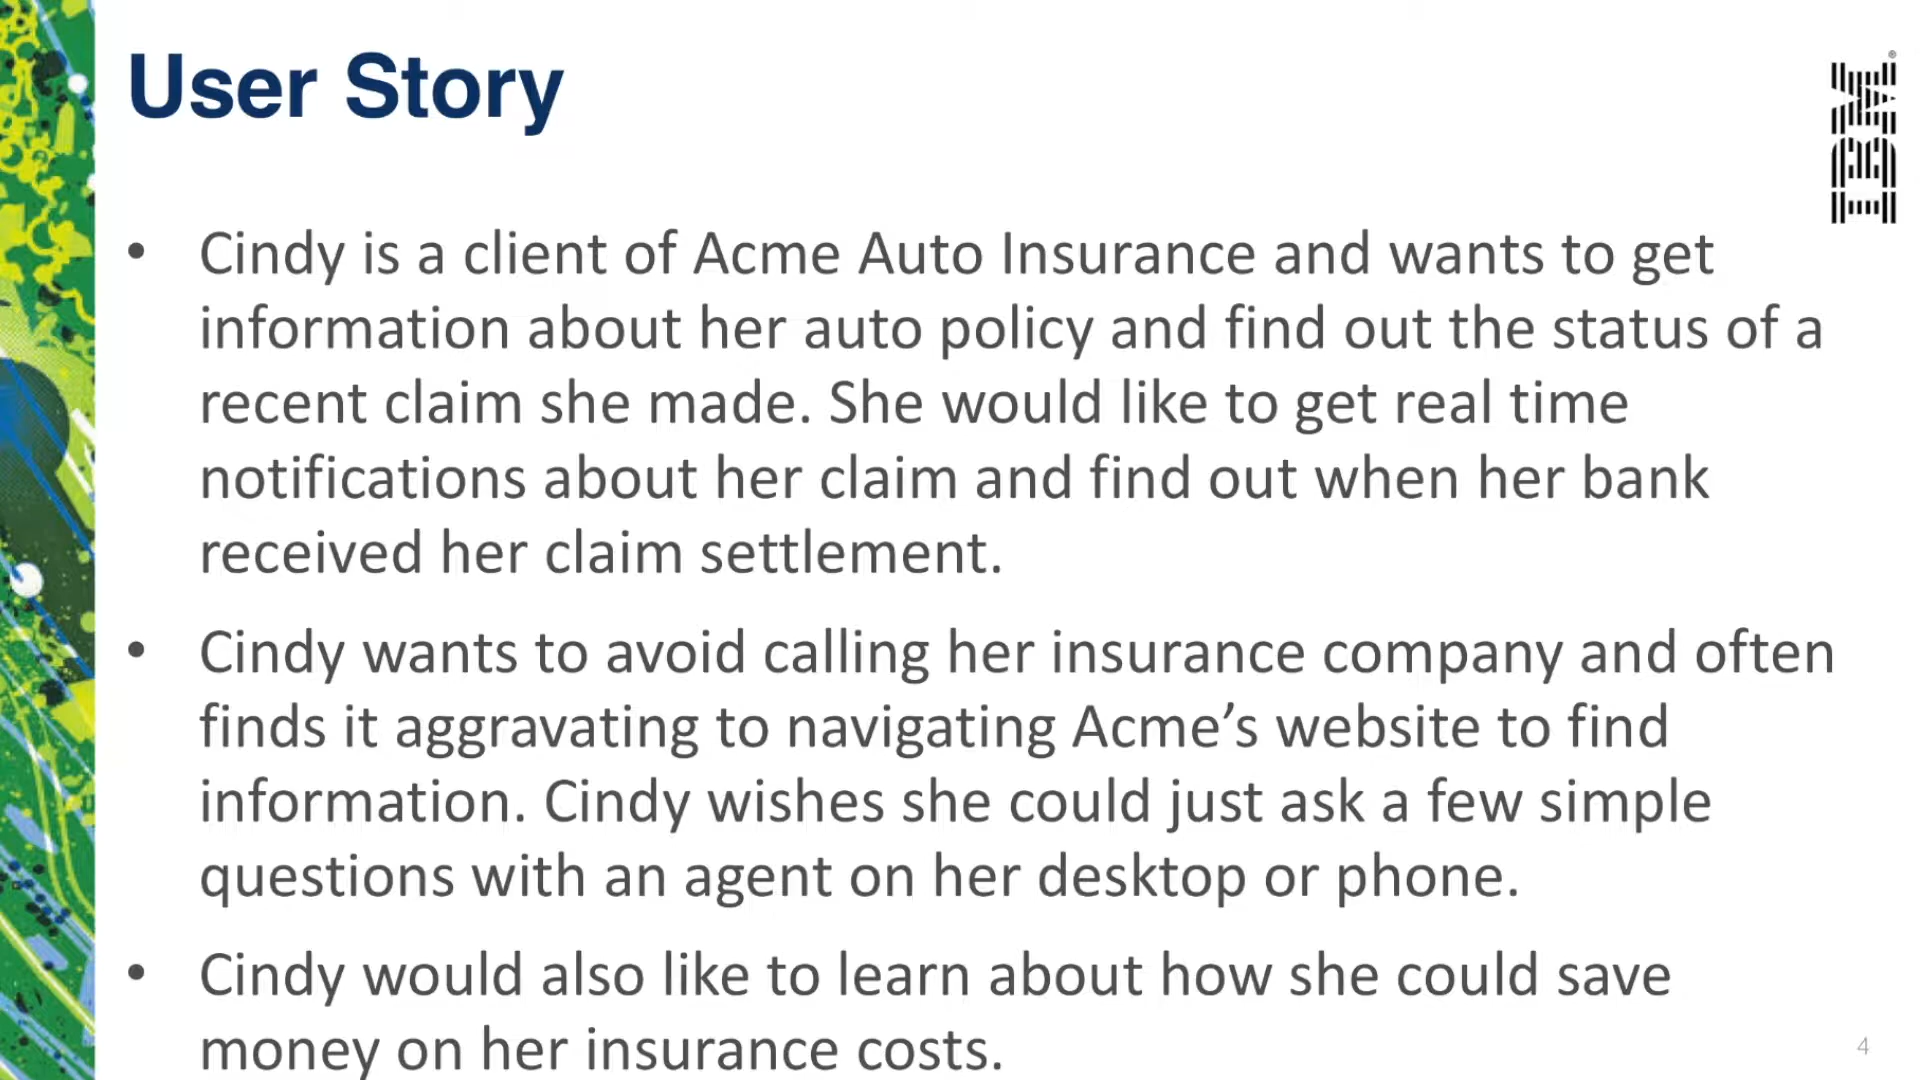 User Story
IBM
®
• Cindy is a client of Acme Auto Insurance and wants to get
information about her auto policy and find out the status of a
recent claim she made. She would like to get real time
notifications about her claim and find out when her bank
received her claim settlement.
• Cindy wants to avoid calling her insurance company and often
finds it aggravating to navigating Acme’s website to find
information. Cindy wishes she could just ask a few simple
questions with an agent on her desktop or phone.
• Cindy would also like to learn about how she could save
money on her insurance costs.
4